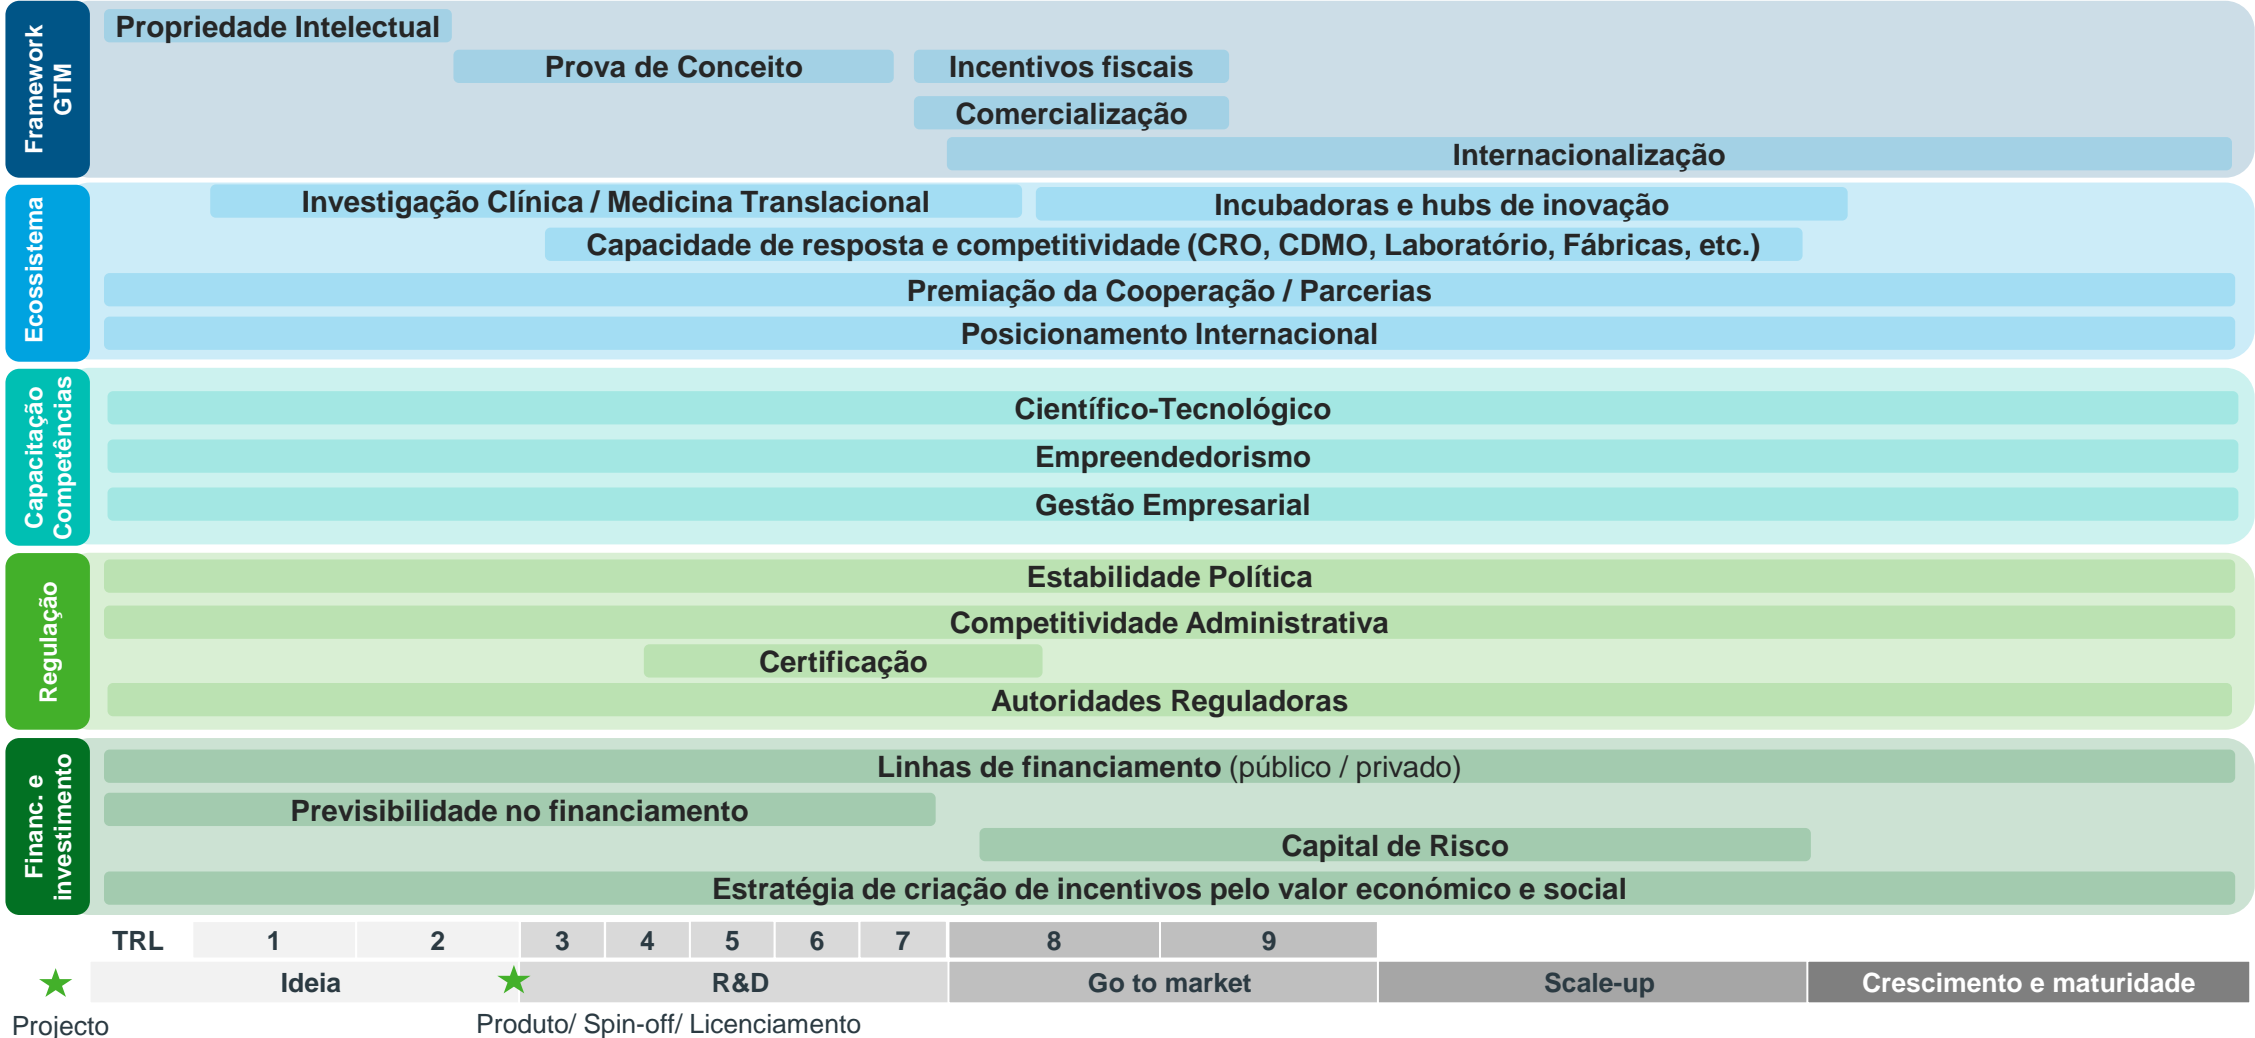 Framework
GTM
Propriedade Intelectual
Prova de Conceito
Incentivos fiscais
Comercialização
Internacionalização
Ecossistema
Investigação Clínica / Medicina Translacional
Incubadoras e hubs de inovação
Capacidade de resposta e competitividade (CRO, CDMO, Laboratório, Fábricas, etc.)
Premiação da Cooperação / Parcerias
Posicionamento Internacional
Capacitação
Competências
Científico-Tecnológico
Empreendedorismo
Gestão Empresarial
Regulação
Estabilidade Política
Competitividade Administrativa
Certificação
Autoridades Reguladoras
Financ. e
investimento
Linhas de financiamento (público / privado)
Previsibilidade no financiamento
Capital de Risco
Estratégia de criação de incentivos pelo valor económico e social
TRL 1 2 3 4 5 6 7 8 9
Ideia R&D Go to market Scale-up Crescimento e maturidade
Projecto
Produto/ Spin-off/ Licenciamento